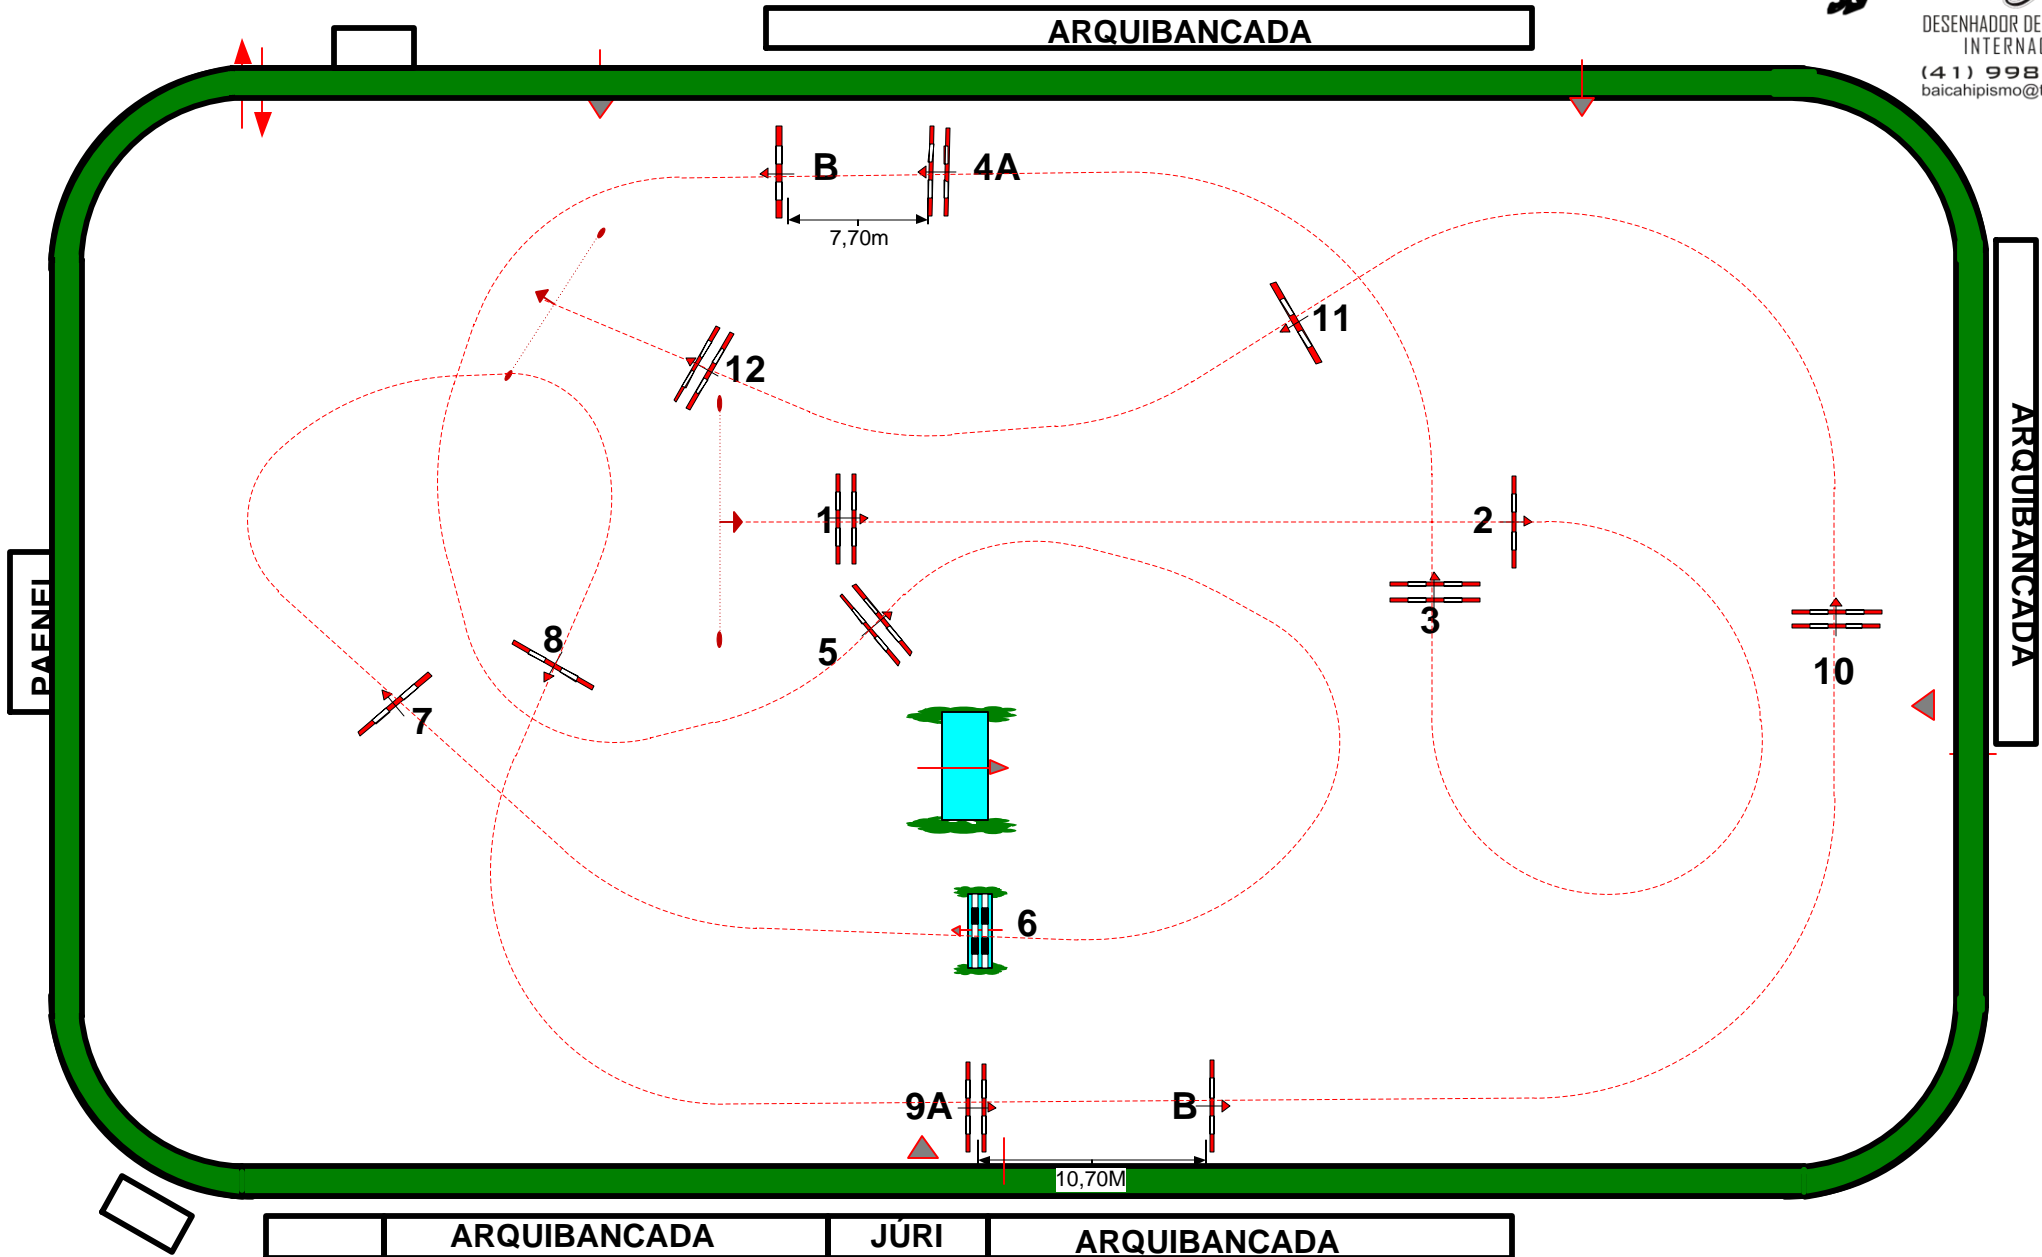 ARQUIBANCADA
DESENHADOR DE
INTERNA
(41) 998
baicahipismo@
B
4A
7,70m
11
12
1
2
ARQUIBANCADA
3
5
8
10
7
6
9A
B
10,70M
ARQUIBANCADA
JÚRI
ARQUIBANCADA